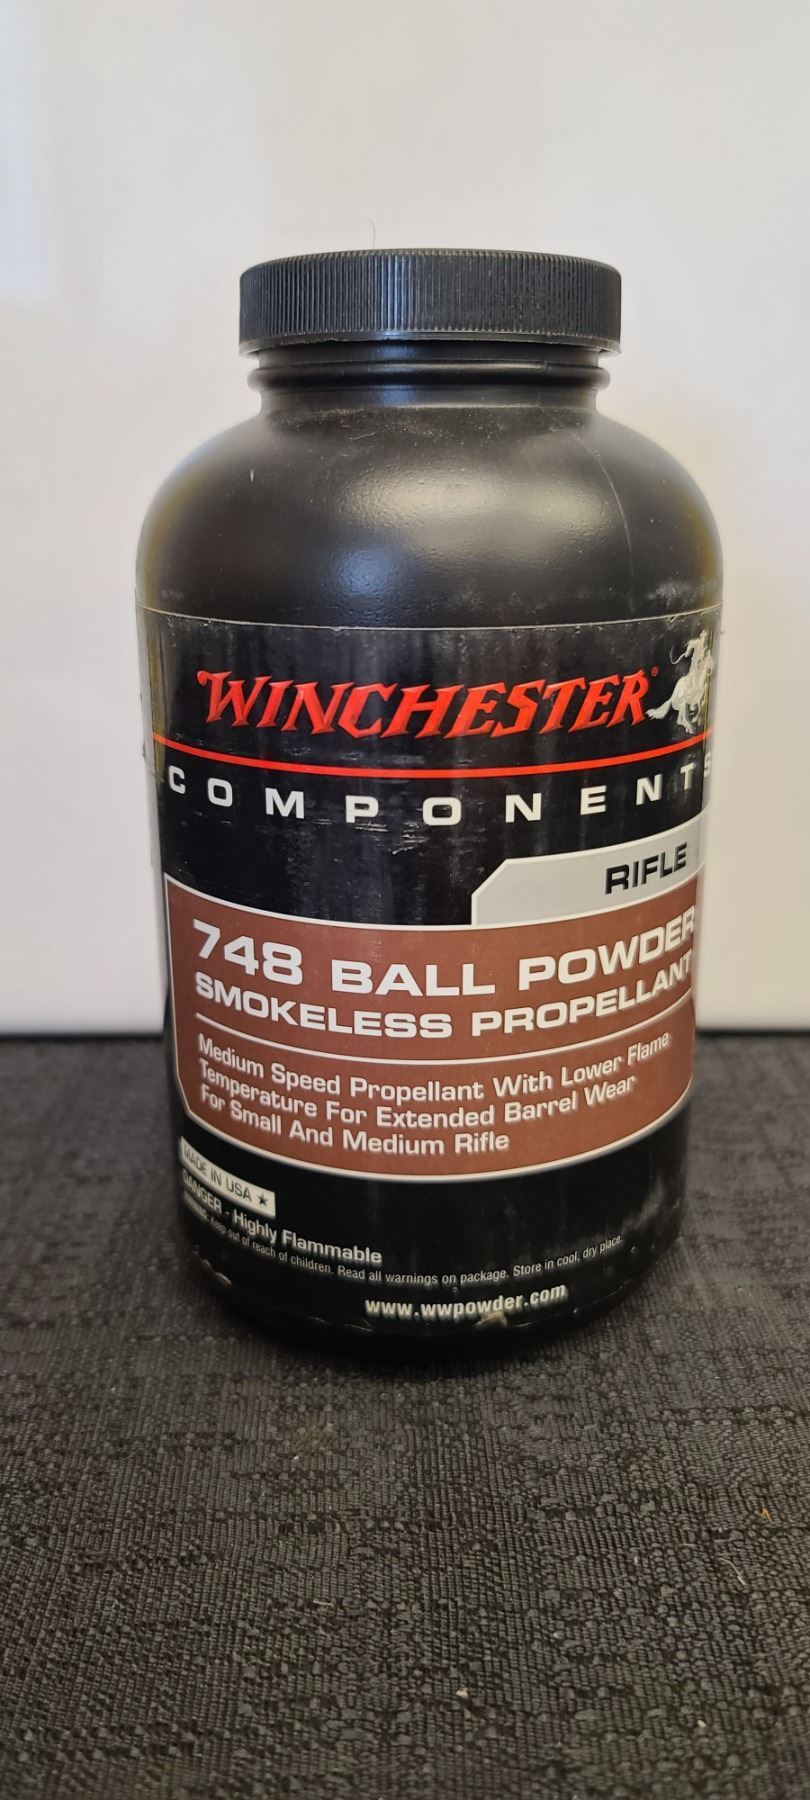 WINCHESTER®
COMPONENTS
RIFLE
748 BALL POWDER
SMOKELESS PROPELLANT
Medium Speed Propellant With Lower Flame
Temperature For Extended Barrel Wear
For Small And Medium Rifle
MADE IN USA ★
DANGER - Highly Flammable
WARNING: Keep out of reach of children. Read all warnings on package. Store in cool, dry place.
www.wwpowder.com